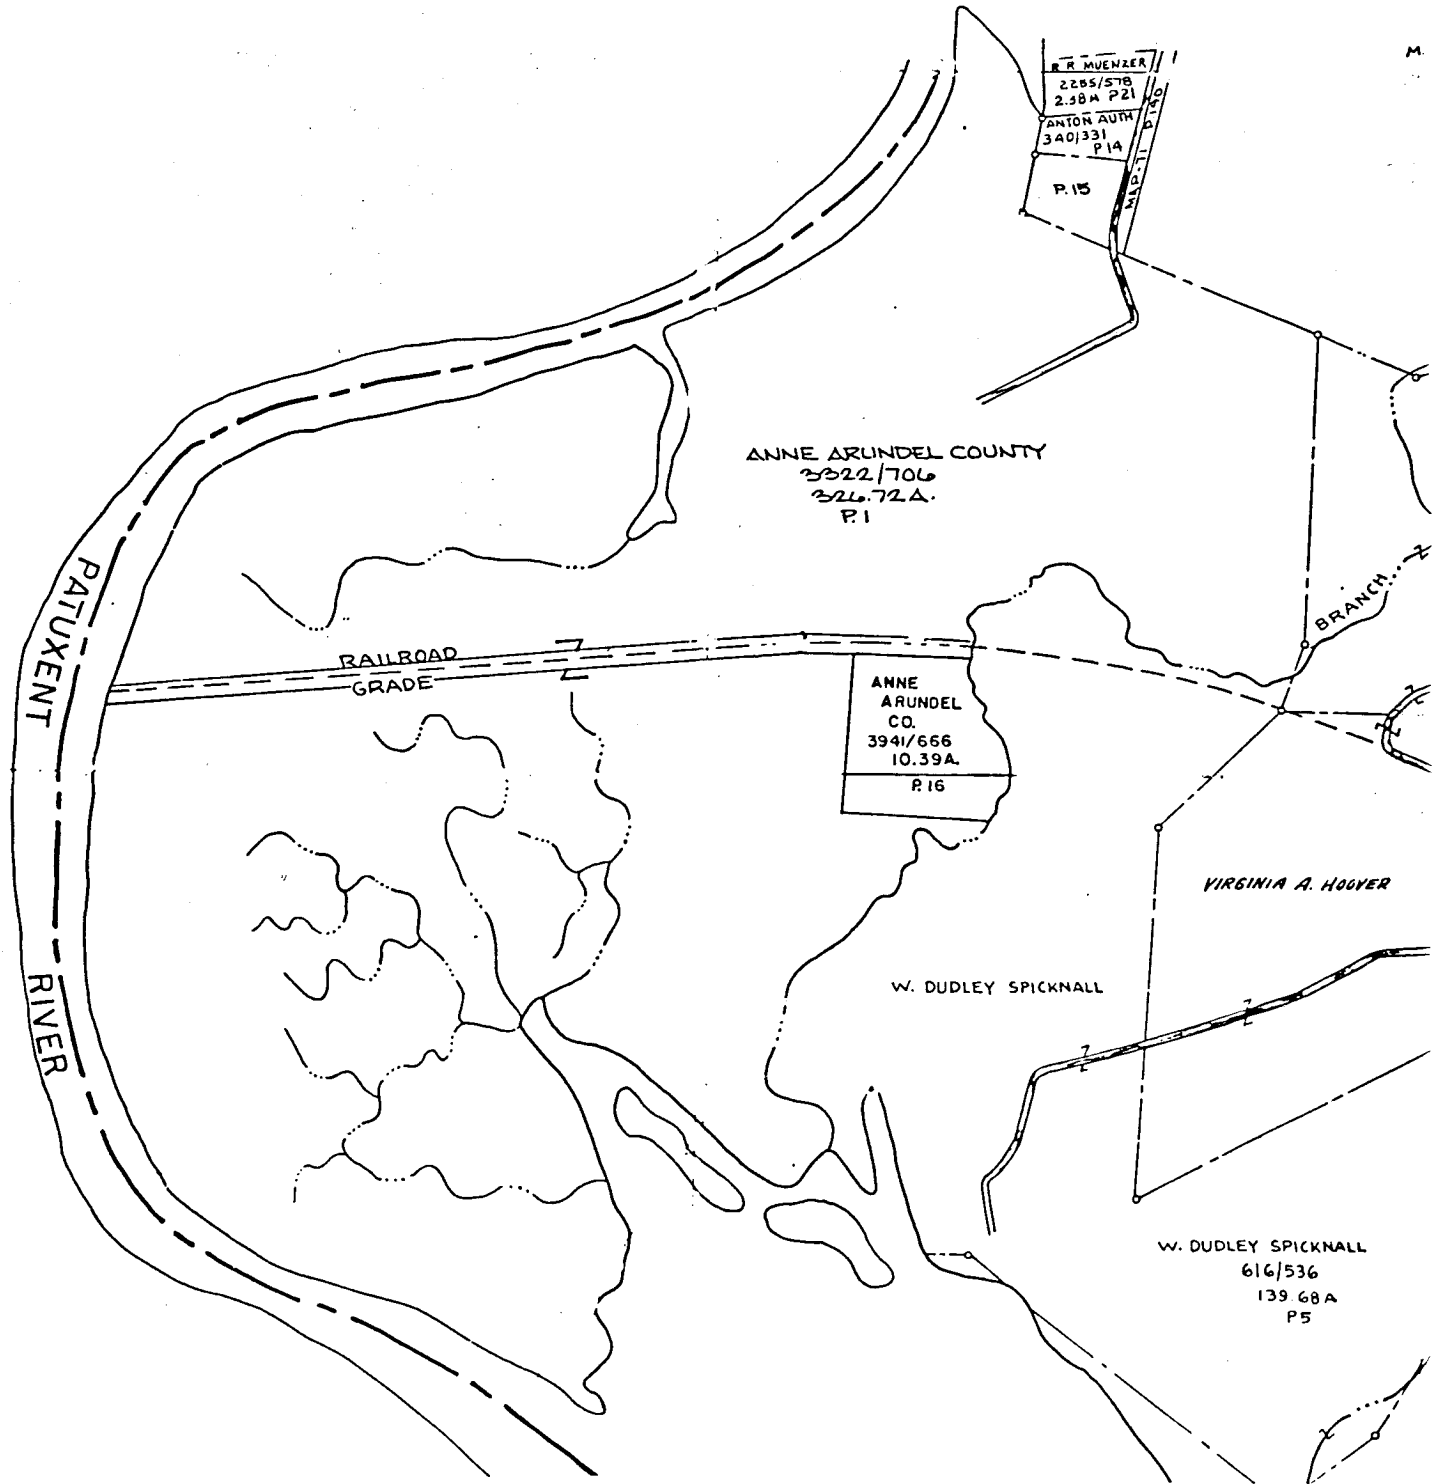 M.
R R MUENZER
2285/578
2.58A P21
ANTON AUTH
340/331
P14
P.15
MAP-71 P190
ANNE ARUNDEL COUNTY
3322/706
326.72A.
P.1
PATUXENT
RIVER
RAILROAD
GRADE
BRANCH
ANNE
ARUNDEL
CO.
3941/666
10.39A.
P.16
VIRGINIA A. HOOVER
W. DUDLEY SPICKNALL
W. DUDLEY SPICKNALL
616/536
139.68A
P5